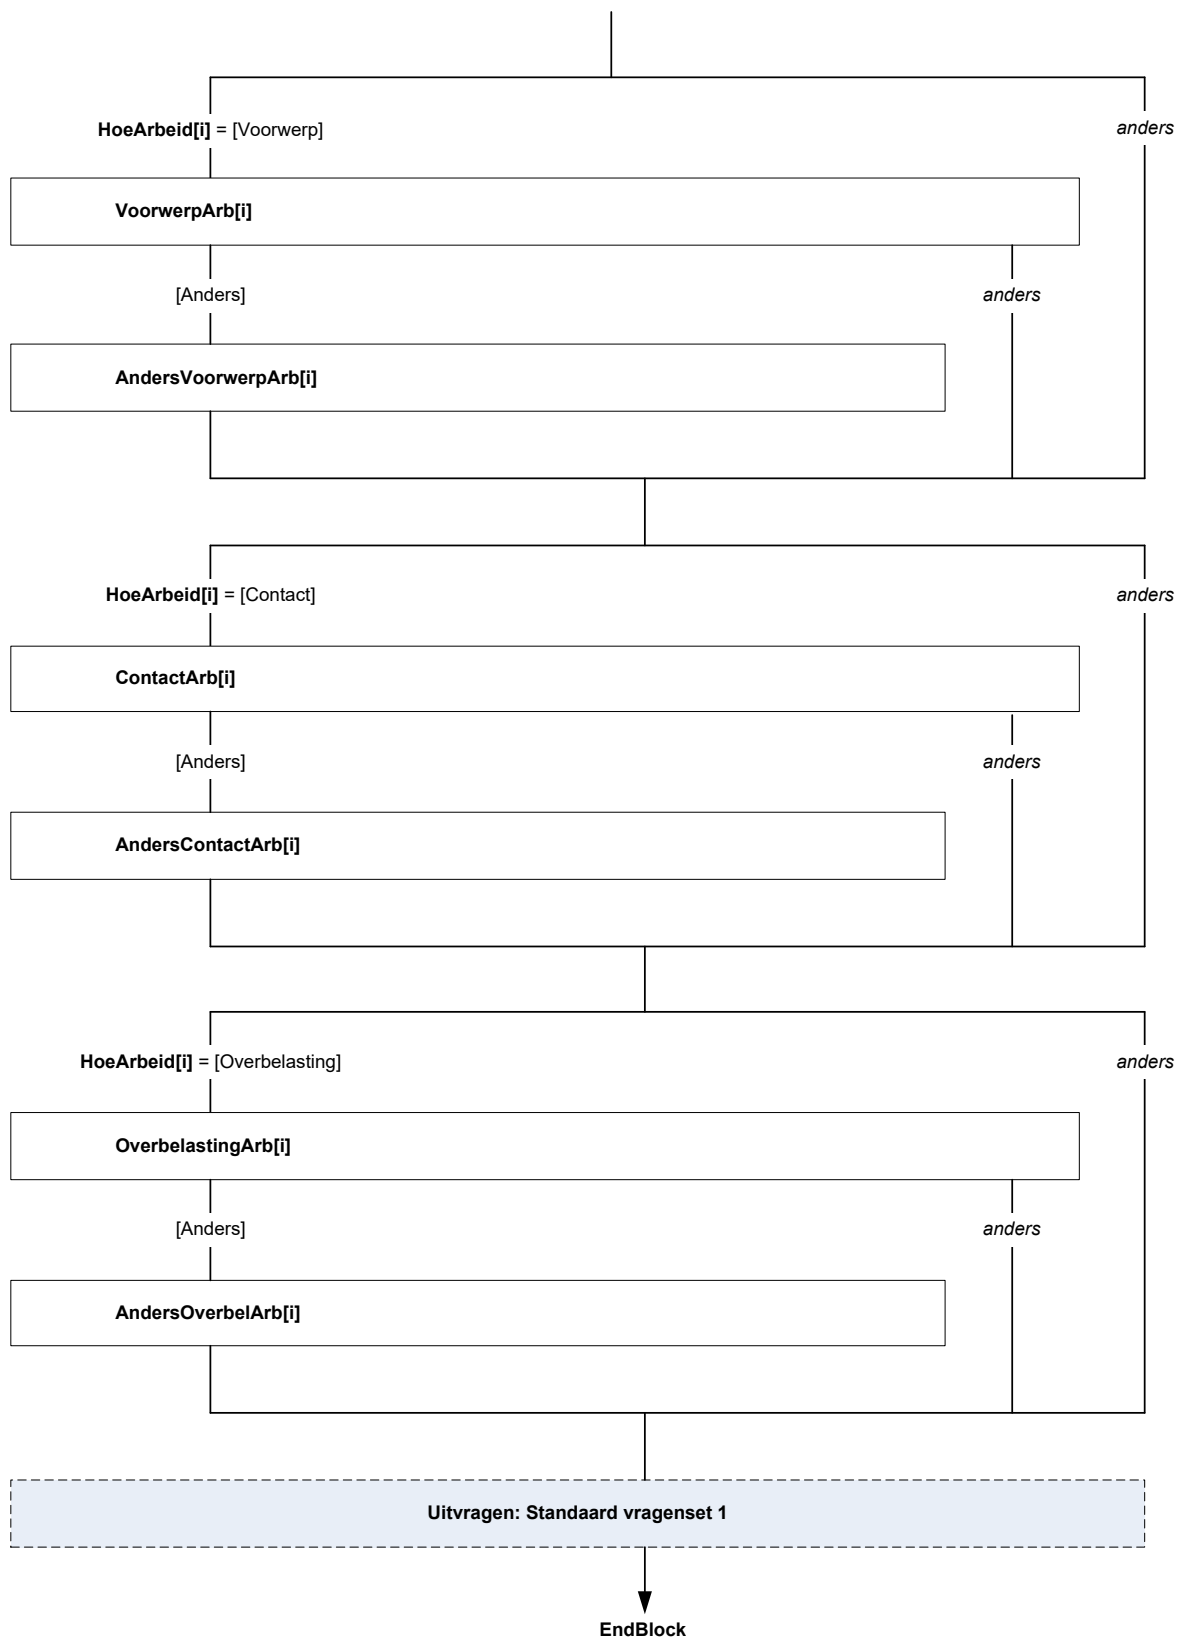 HoeArbeid[i] = [Voorwerp] anders
VoorwerpArb[i]
[Anders] anders
AndersVoorwerpArb[i]
HoeArbeid[i] = [Contact] anders
ContactArb[i]
[Anders] anders
AndersContactArb[i]
HoeArbeid[i] = [Overbelasting] anders
OverbelastingArb[i]
[Anders] anders
AndersOverbelArb[i]
Uitvragen: Standaard vragenset 1
EndBlock